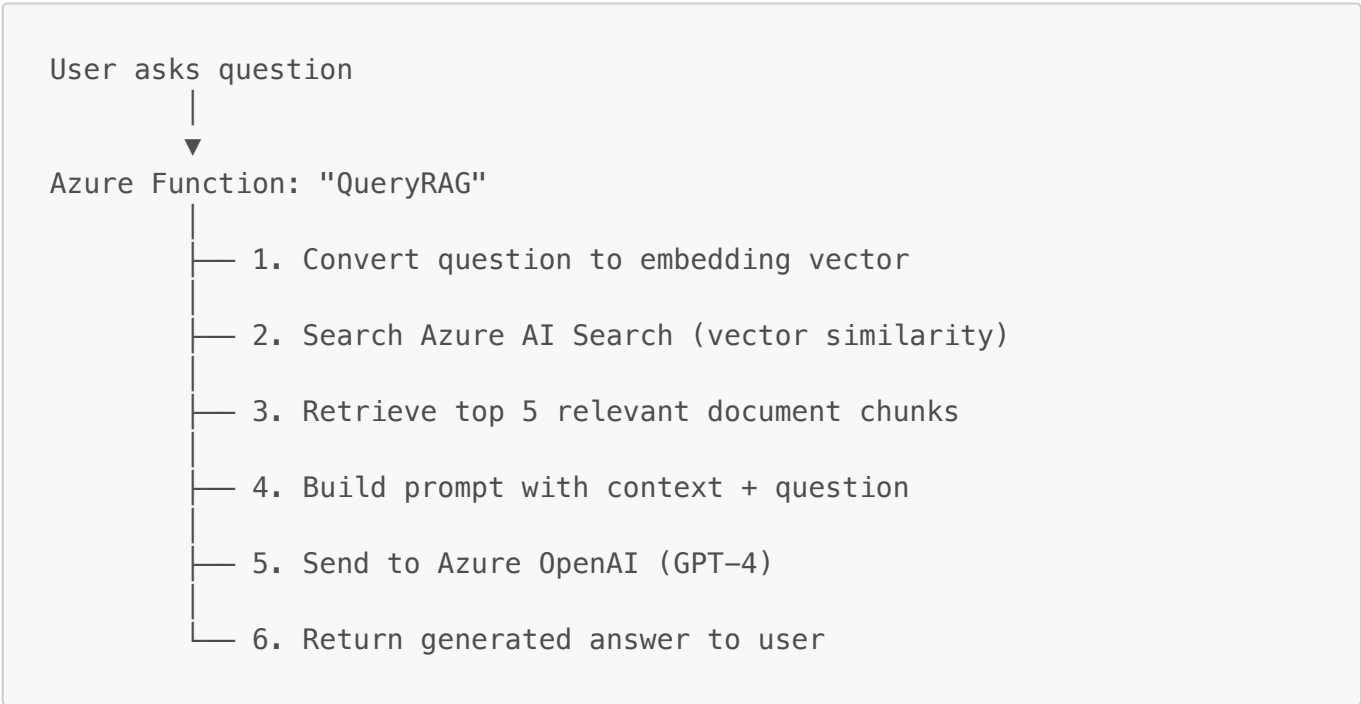 User asks question
│
▼
Azure Function: "QueryRAG"
│
├── 1. Convert question to embedding vector
│
├── 2. Search Azure AI Search (vector similarity)
│
├── 3. Retrieve top 5 relevant document chunks
│
├── 4. Build prompt with context + question
│
├── 5. Send to Azure OpenAI (GPT-4)
│
└── 6. Return generated answer to user